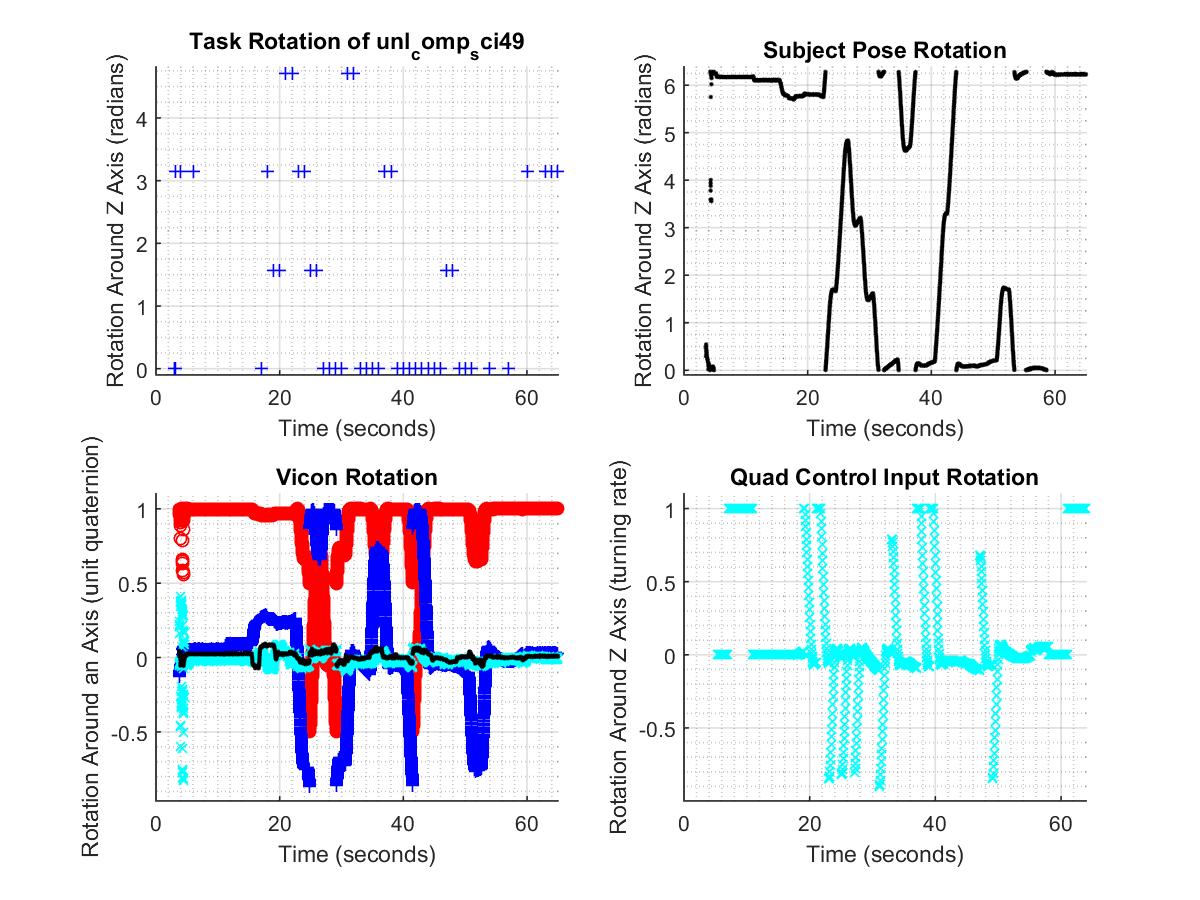 Task Rotation of unlcompsci49
Rotation Around Z Axis (radians)
4
3
2
1
0
0 20 40 60
Time (seconds)
Subject Pose Rotation
Rotation Around Z Axis (radians)
6
5
4
3
2
1
0
0 20 40 60
Time (seconds)
Vicon Rotation
Rotation Around an Axis (unit quaternion)
1
0.5
0
-0.5
0 20 40 60
Time (seconds)
Quad Control Input Rotation
Rotation Around Z Axis (turning rate)
1
0.5
0
-0.5
0 20 40 60
Time (seconds)